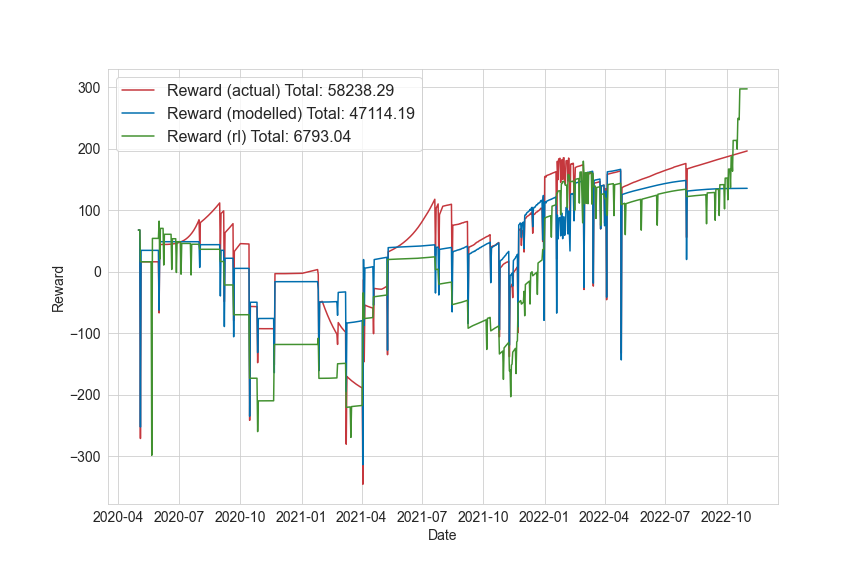 Reward (actual) Total: 58238.29
Reward (modelled) Total: 47114.19
Reward (rl) Total: 6793.04
300
200
100
0
−100
−200
−300
Reward
2020-04 2020-07 2020-10 2021-01 2021-04 2021-07 2021-10 2022-01 2022-04 2022-07 2022-10
Date